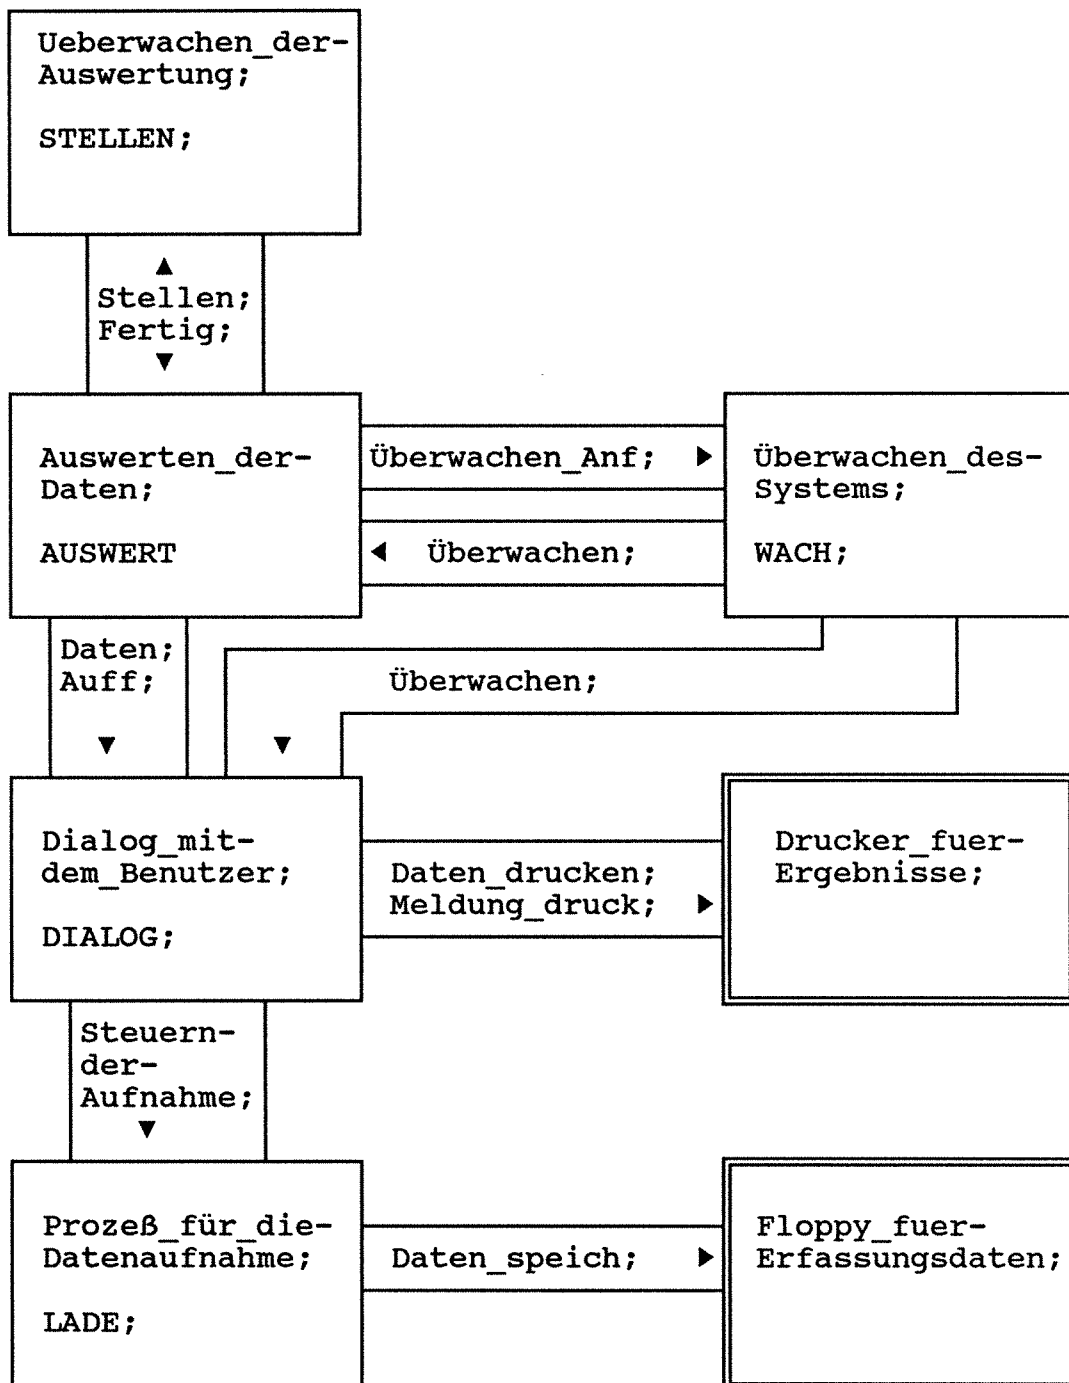 Ueberwachen_der-
Auswertung;
STELLEN;
▲
Stellen;
Fertig;
▼
Auswerten_der-
Daten;
AUSWERT
Überwachen_Anf; ►
◄ Überwachen;
Überwachen_des-
Systems;
WACH;
Daten;
Auff;
▼
Überwachen;
▼
Dialog_mit-
dem_Benutzer;
DIALOG;
Daten_drucken;
Meldung_druck; ►
Drucker_fuer-
Ergebnisse;
Steuern-
der-
Aufnahme;
▼
Prozeß_für_die-
Datenaufnahme;
LADE;
Daten_speich; ►
Floppy_fuer-
Erfassungsdaten;